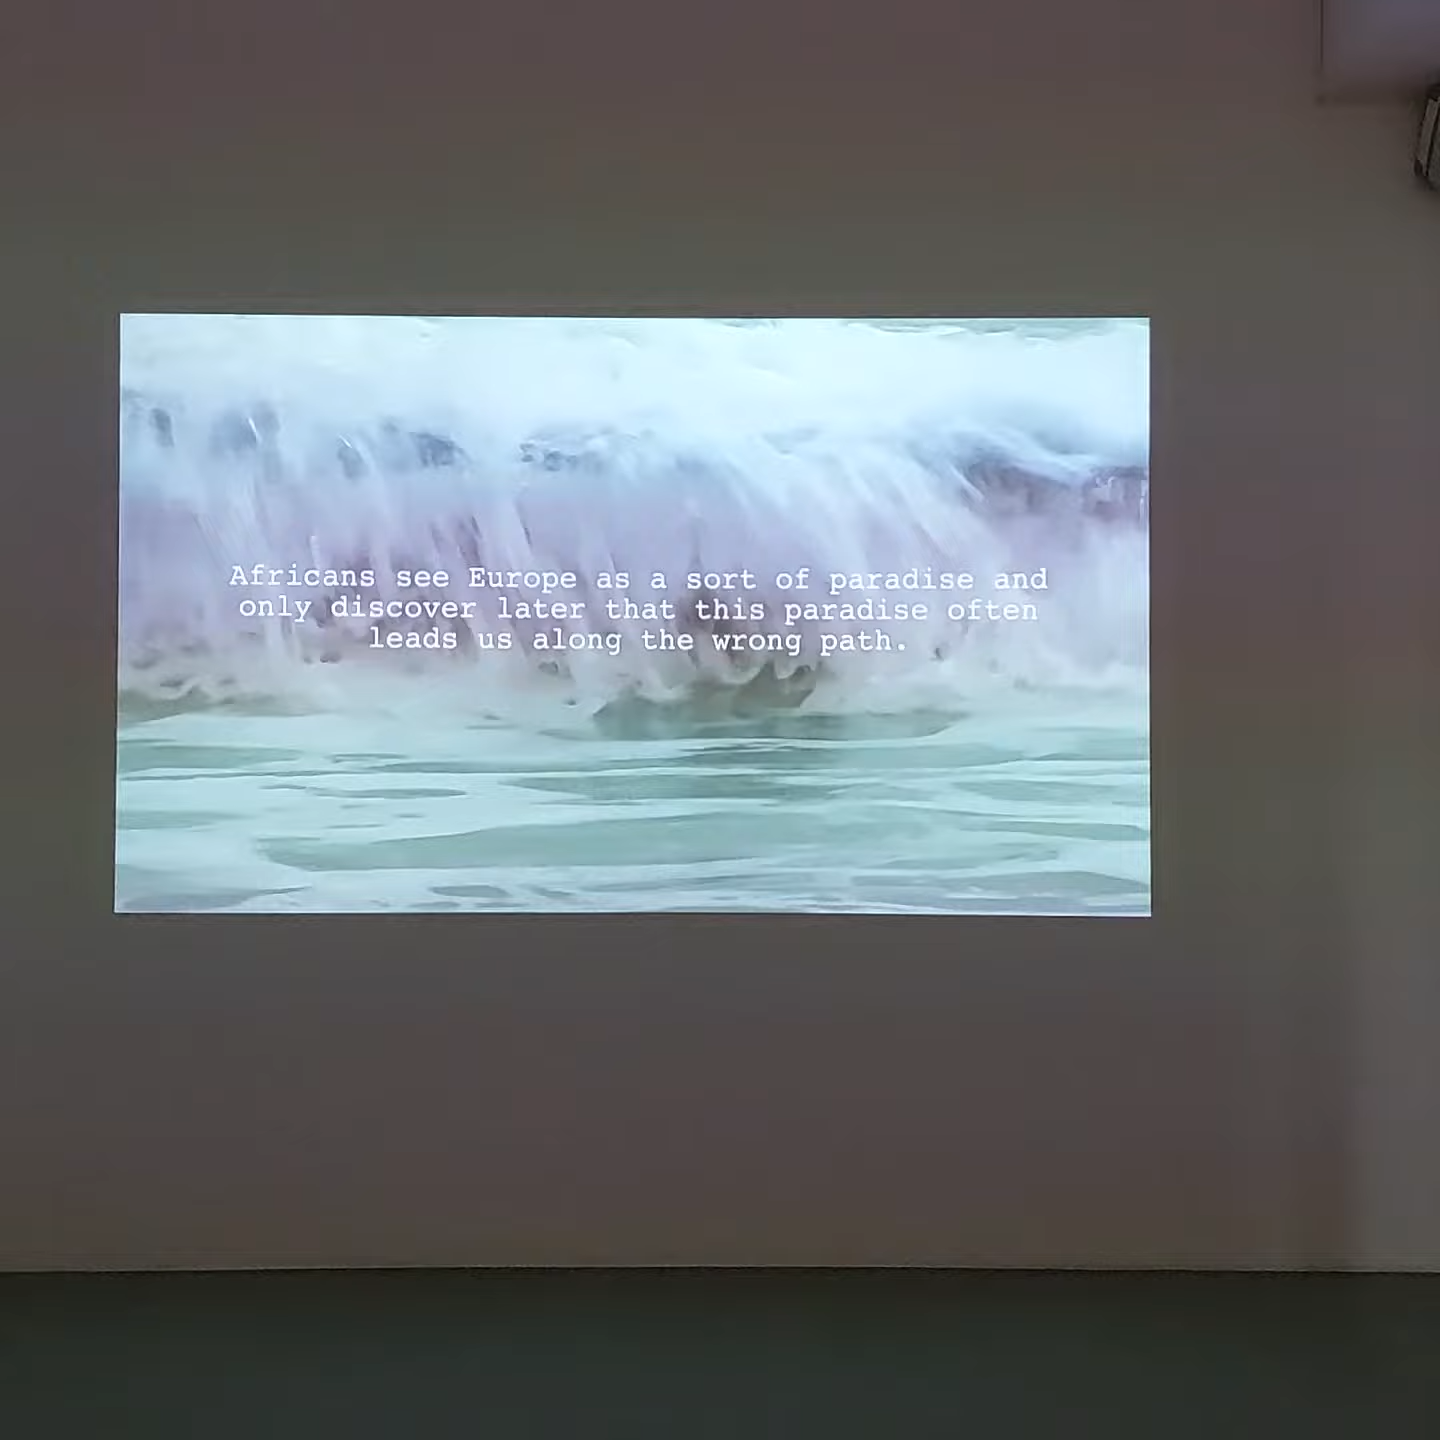 Africans see Europe as a sort of paradise and
only discover later that this paradise often
leads us along the wrong path.